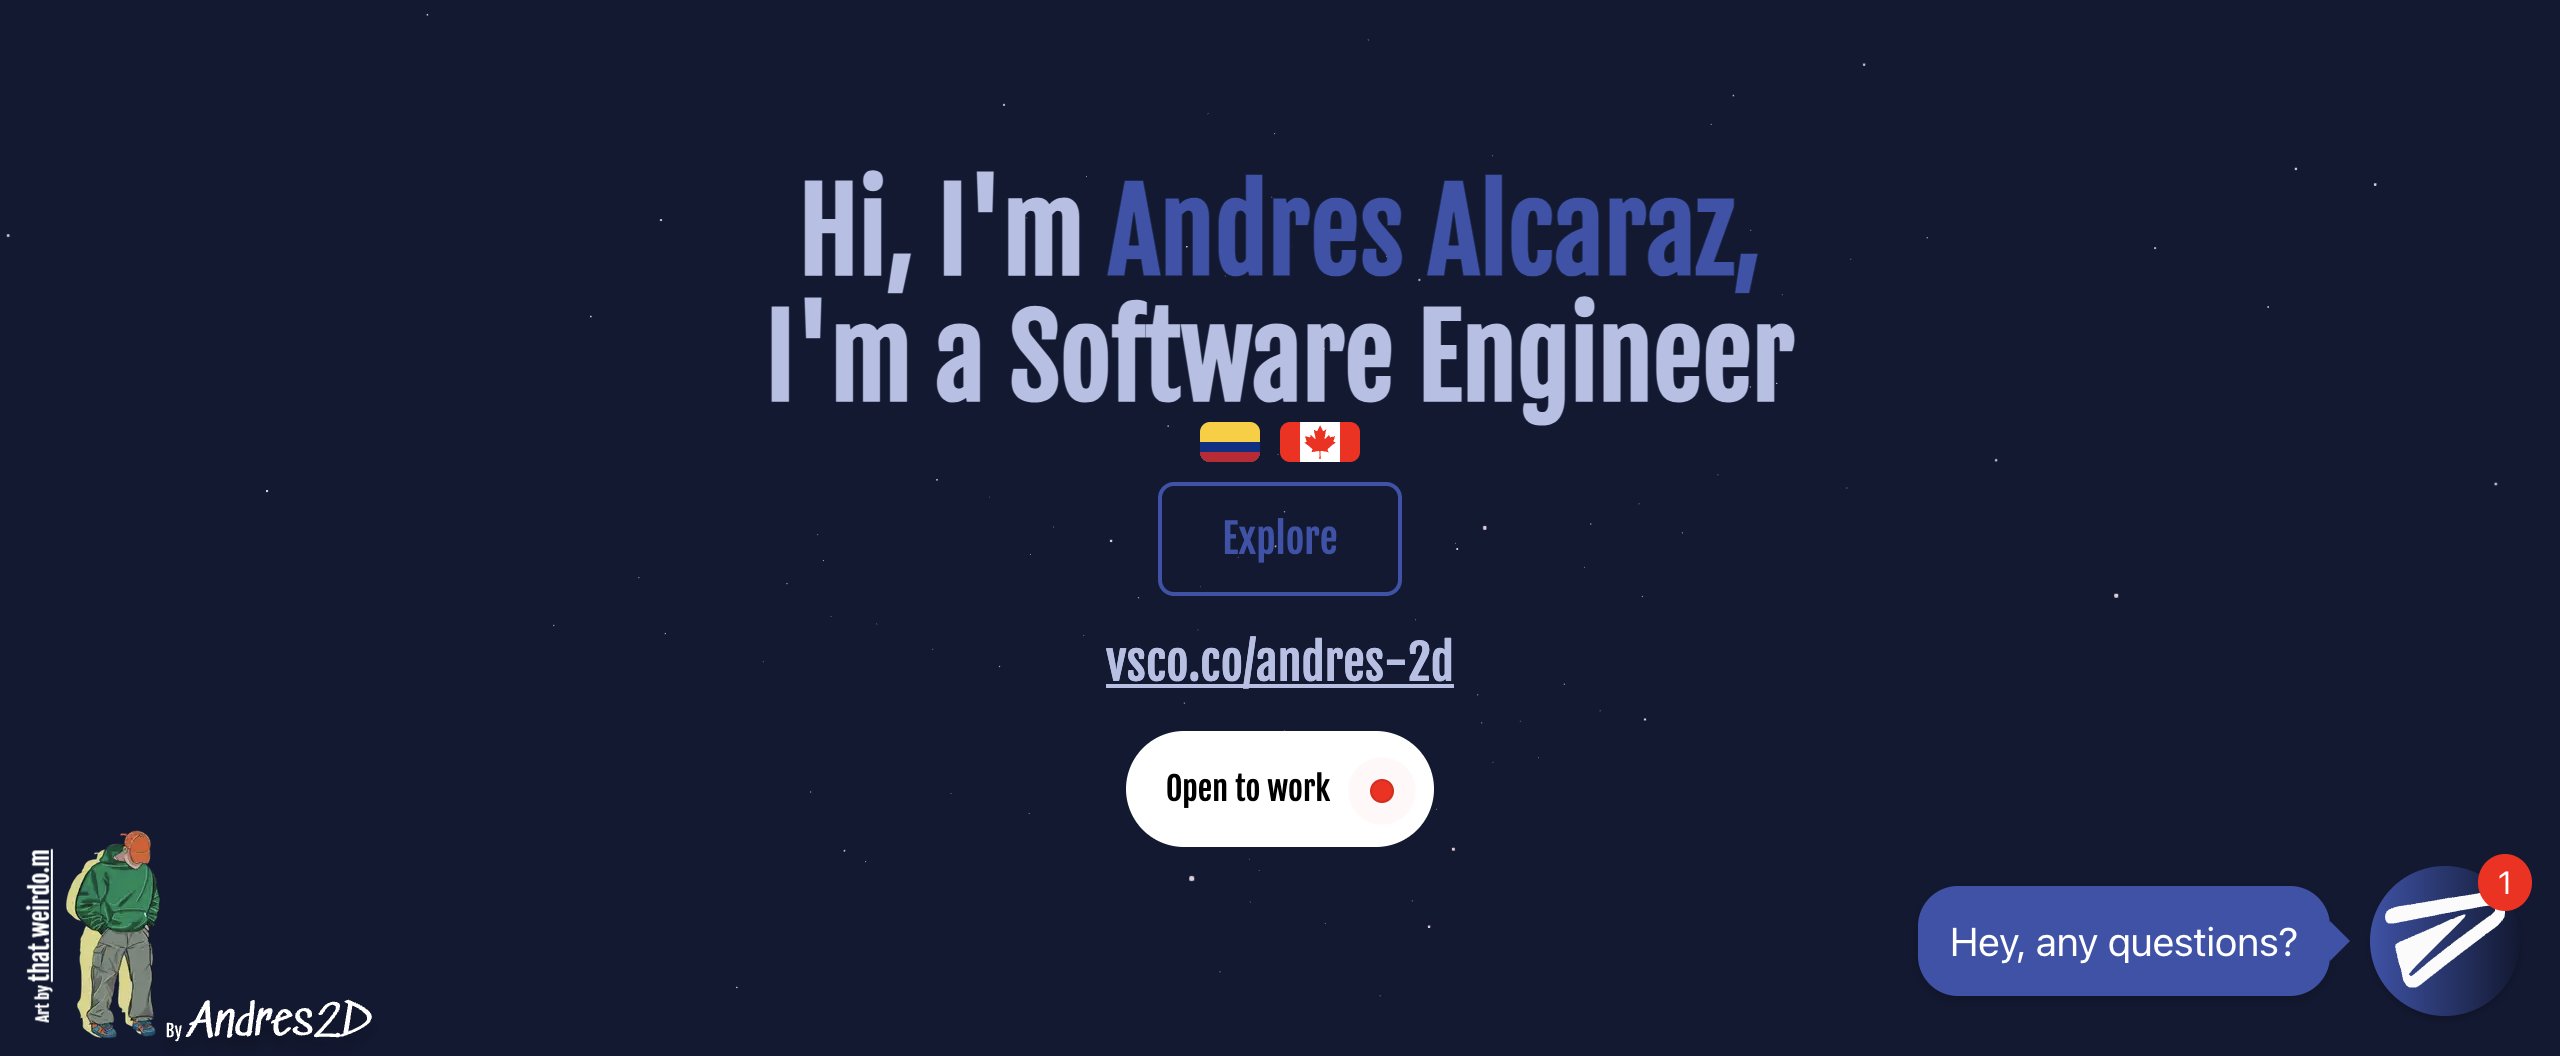 Hi, I'm Andres Alcaraz,
I'm a Software Engineer
Explore
vsco.co/andres-2d
Open to work
Art by that.weirdo.m
By Andres2D
Hey, any questions?
1